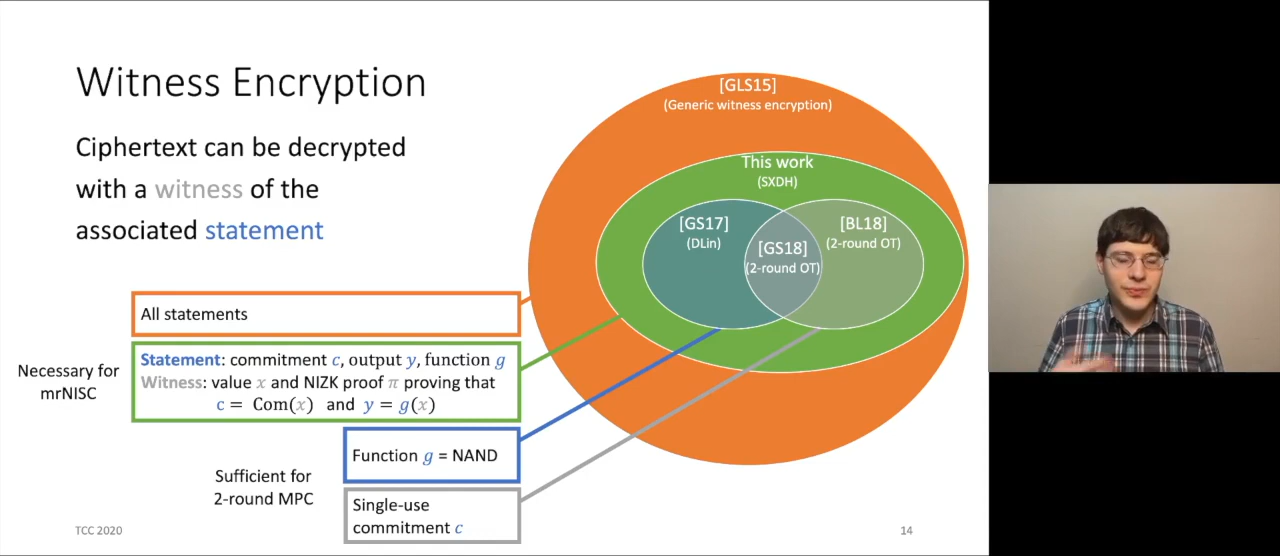 Witness Encryption
Ciphertext can be decrypted
with a witness of the
associated statement
[GLS15]
(Generic witness encryption)
This work
(SXDH)
[GS17]
(DLin)
[GS18]
(2-round OT)
[BL18]
(2-round OT)
All statements
Necessary for
mrNISC
Statement: commitment c, output y, function g
Witness: value x and NIZK proof π proving that
c = Com(x) and y = g(x)
Function g = NAND
Sufficient for
2-round MPC
Single-use
commitment c
TCC 2020
14